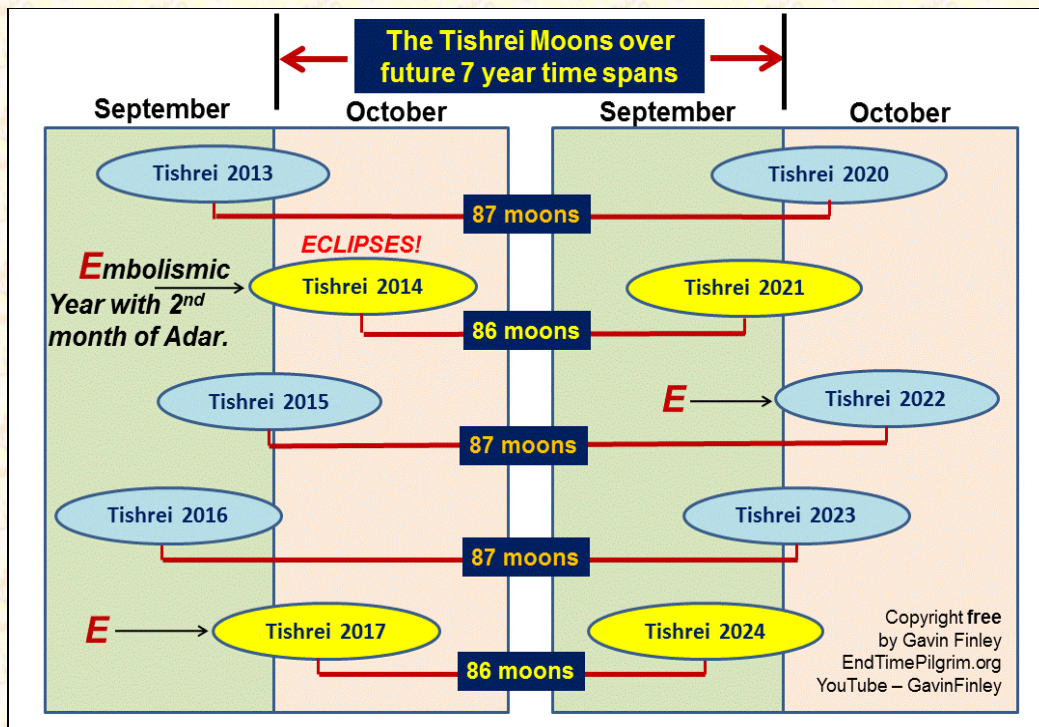 The Tishrei Moons over
future 7 year time spans
September
October
September
October
Tishrei 2013
Tishrei 2020
87 moons
ECLIPSES!
Embolismic
Year with 2nd
month of Adar.
Tishrei 2014
Tishrei 2021
86 moons
Tishrei 2015
E
Tishrei 2022
87 moons
Tishrei 2016
Tishrei 2023
87 moons
E
Tishrei 2017
Tishrei 2024
86 moons
Copyright free
by Gavin Finley
EndTimePilgrim.org
YouTube – GavinFinley